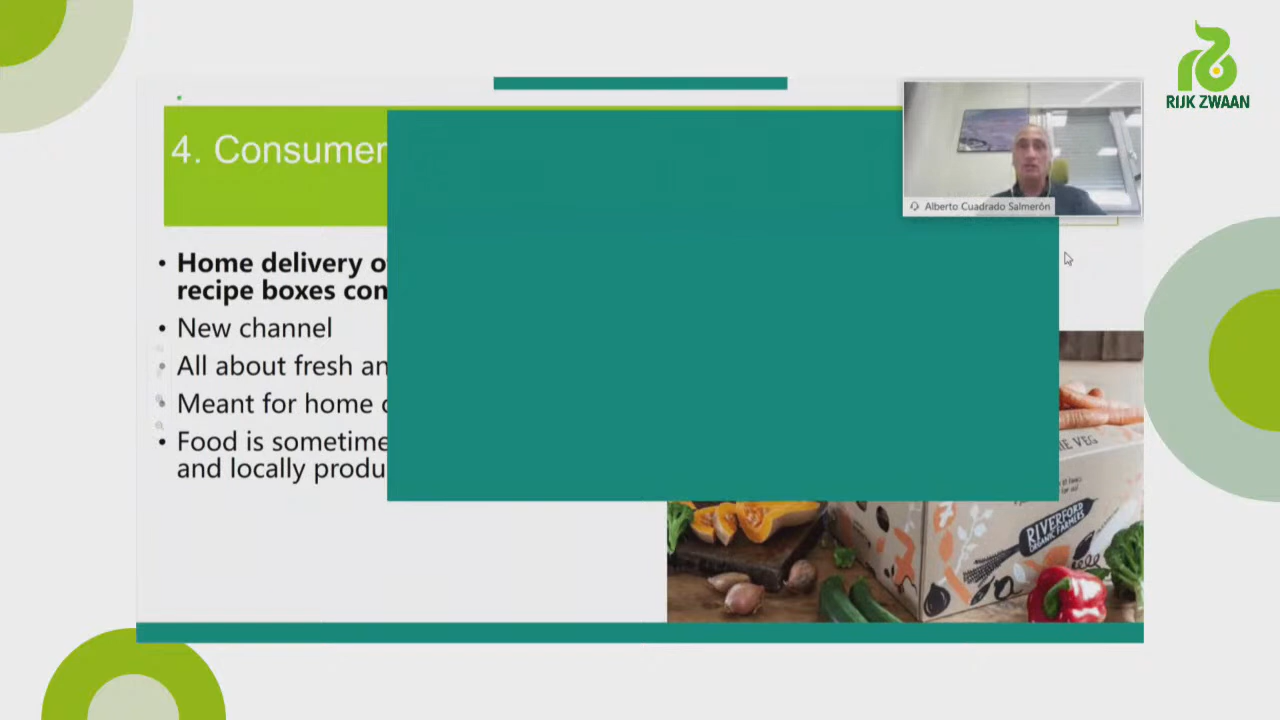 RIJK ZWAAN
4. Consumer
Alberto Cuadrado Salmerón
Home delivery o
recipe boxes con
• New channel
• All about fresh an
• Meant for home
• Food is sometime
and locally produ
VEG
RIVERFORD
ORGANIC FARMERS